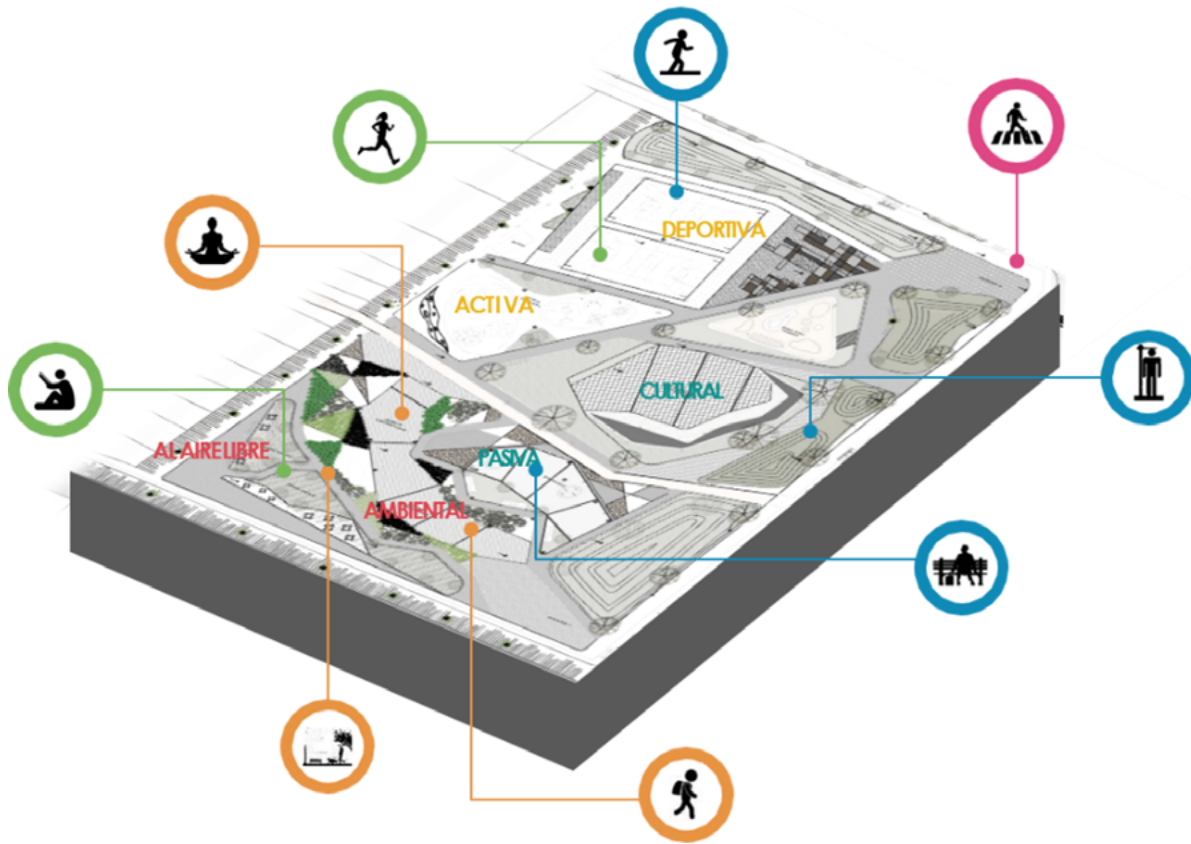 DEPORTIVA
ACTIVA
CULTURAL
AL AIRE LIBRE
PASIVA
AMBIENTAL